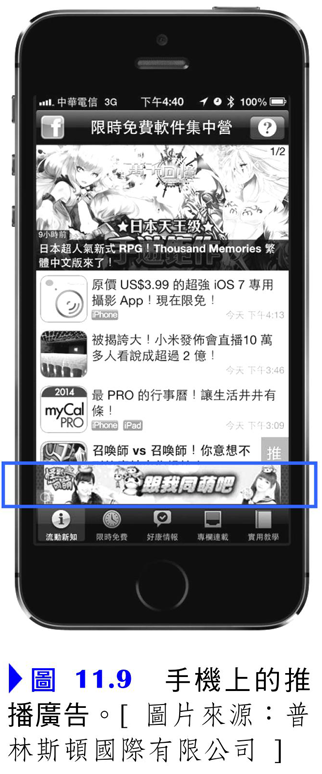 中華電信 3G 下午4:40 100%
f 限時免費軟件集中營 ?
1/2
★日本天王級★
9小時前
日本超人氣新式 RPG！Thousand Memories 繁
體中文版來了！
原價 US$3.99 的超強 iOS 7 專用
攝影 App！現在限免！
iPhone 今天 下午4:13
被揭誇大！小米發佈會直播10 萬
多人看說成超過 2 億！
今天 下午3:46
2014
myCal
PRO
最 PRO 的行事曆！讓生活井井有
條！
iPhone iPad 今天 下午3:09
召喚師 vs 召喚師！你意想不
推
親我同萌吧
流動新知 限時免費 好康情報 專欄連載 實用教學
圖 11.9 手機上的推
播廣告。[ 圖片來源：普
林斯頓國際有限公司 ]